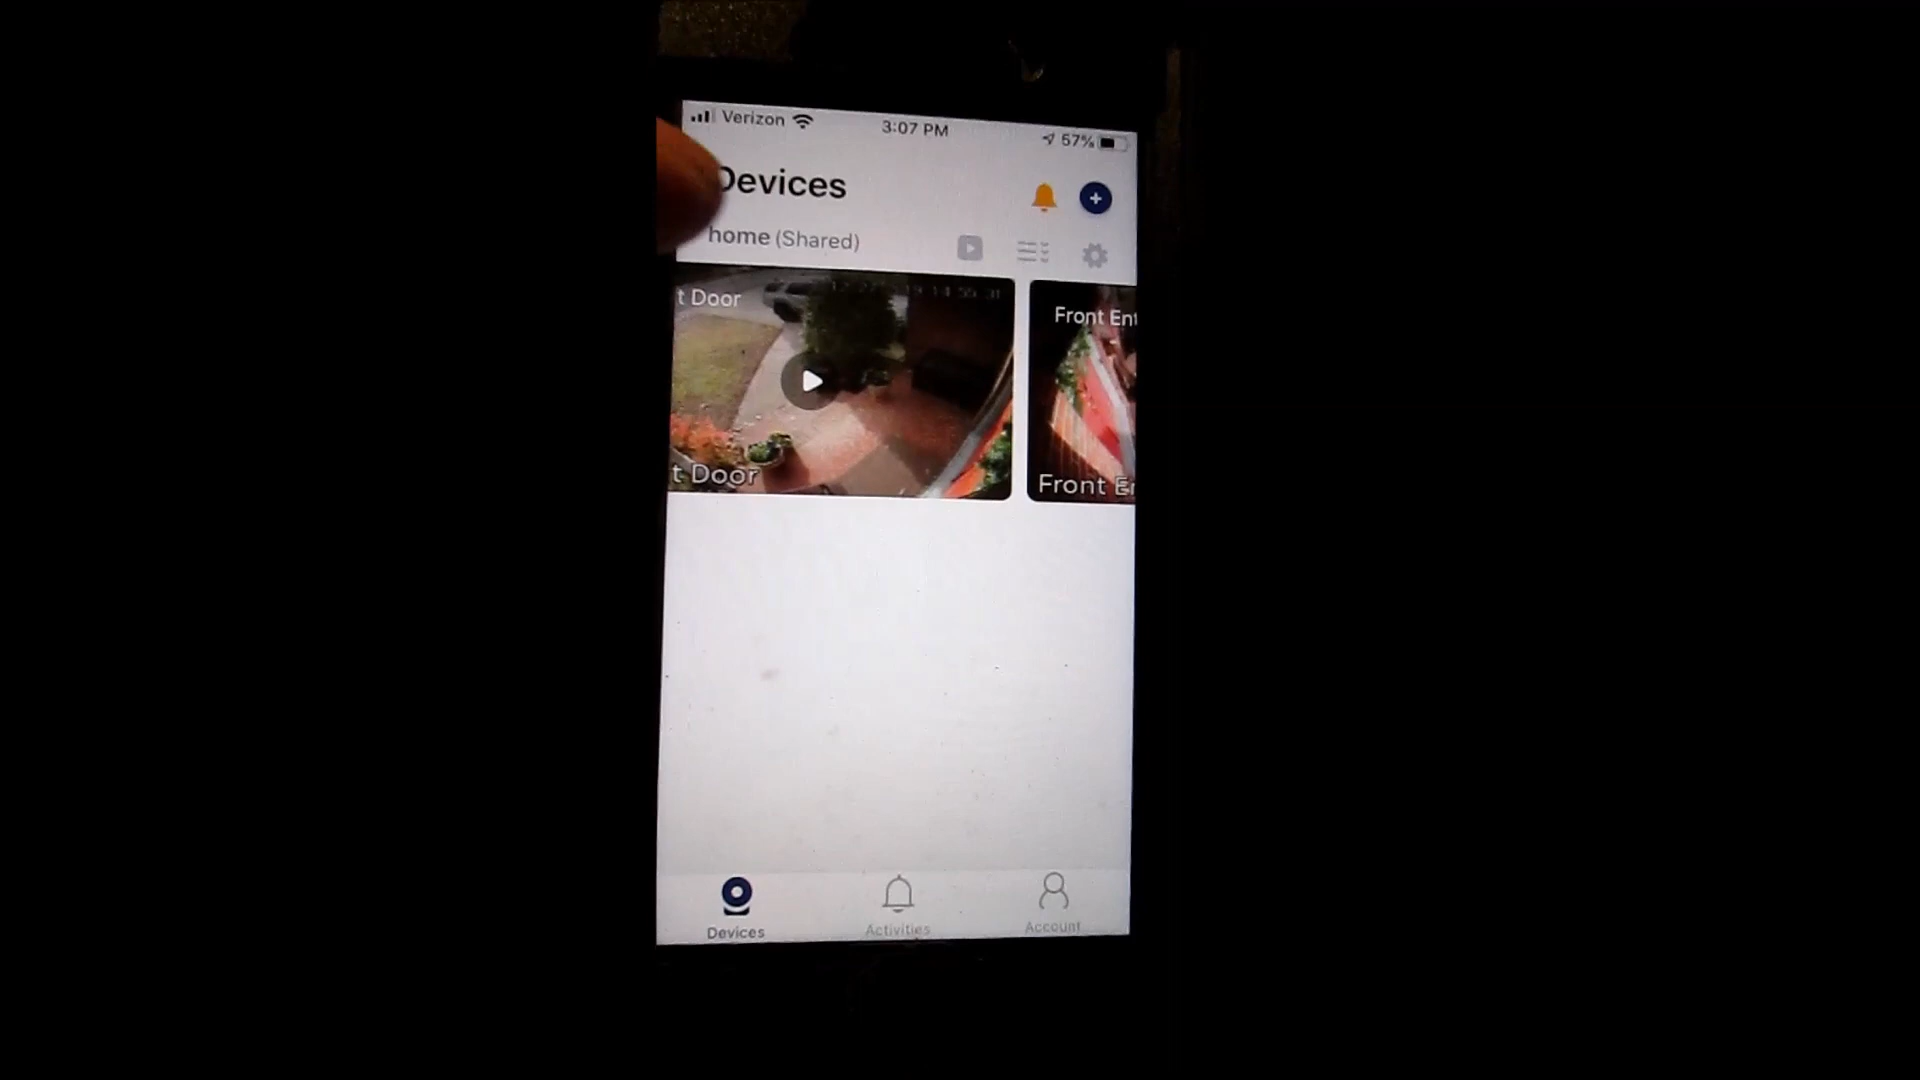 Verizon
3:07 PM
57%
Devices
home (Shared)
t Door
Front Ent
t Door
Front En
Devices
Activities
Account